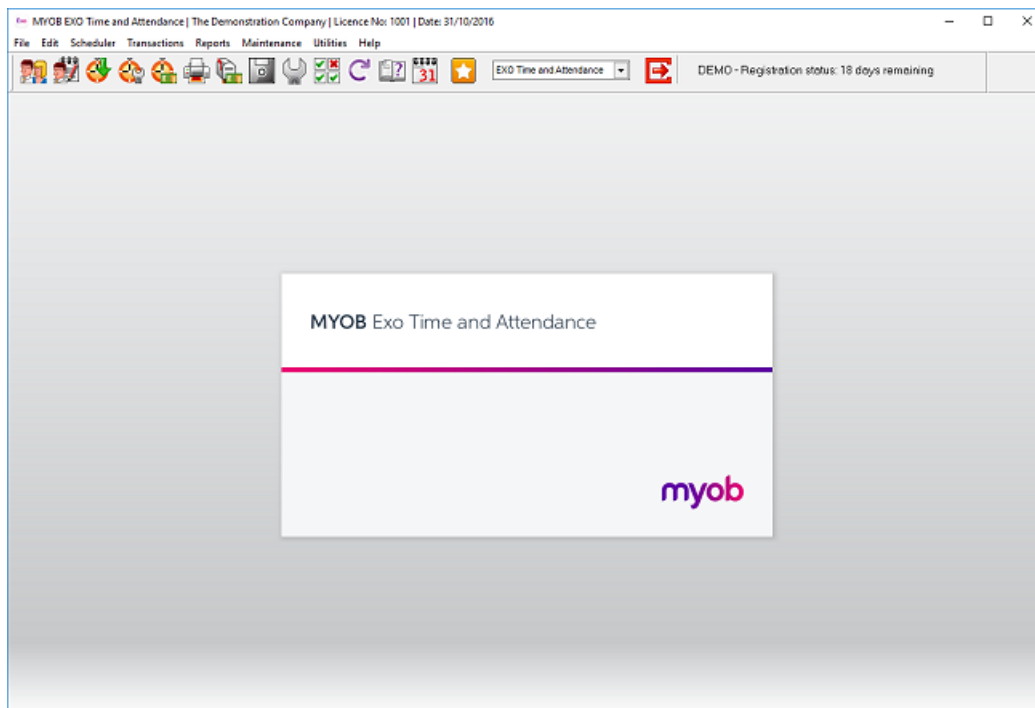 MYOB EXO Time and Attendance | The Demonstration Company | Licence No: 1001 | Date: 31/10/2016
File Edit Scheduler Transactions Reports Maintenance Utilities Help
31 EXO Time and Attendance DEMO - Registration status: 18 days remaining
MYOB Exo Time and Attendance
myob